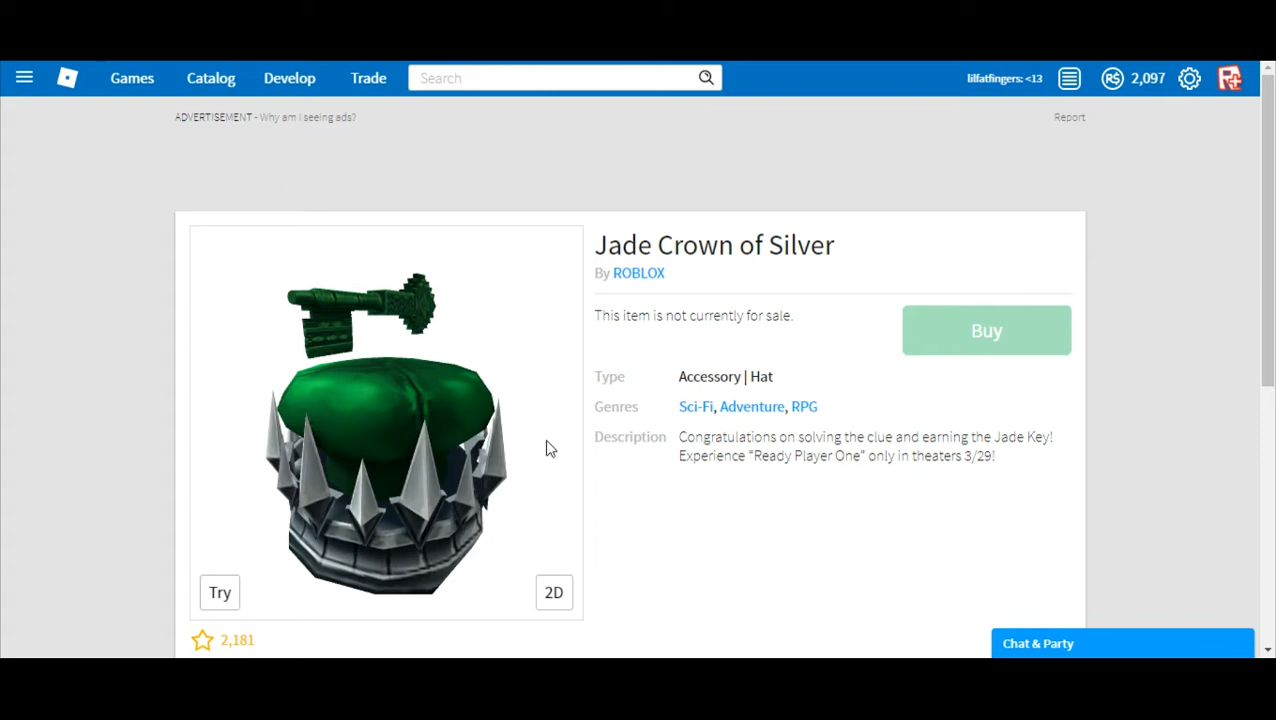 Games Catalog Develop Trade Search lilfatfingers: <13 R$ 2,097
ADVERTISEMENT - Why am I seeing ads? Report
Jade Crown of Silver
By ROBLOX
This item is not currently for sale. Buy
Type Accessory | Hat
Genres Sci-Fi, Adventure, RPG
Description Congratulations on solving the clue and earning the Jade Key!
Experience "Ready Player One" only in theaters 3/29!
Try 2D
2,181
Chat & Party